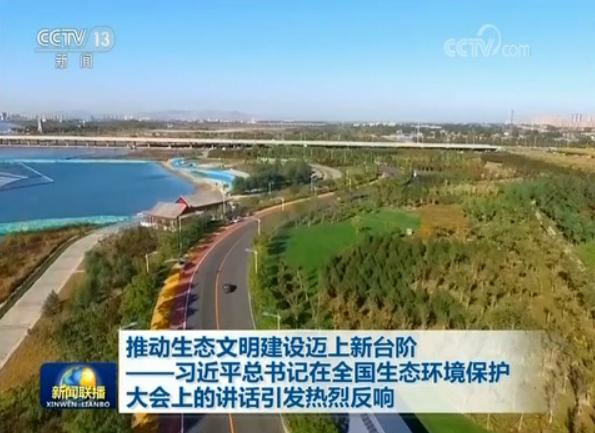 CCTV 13
新闻
CCTV.com
推动生态文明建设迈上新台阶
——习近平总书记在全国生态环境保护
大会上的讲话引发热烈反响
新闻联播
XINWEN LIANBO